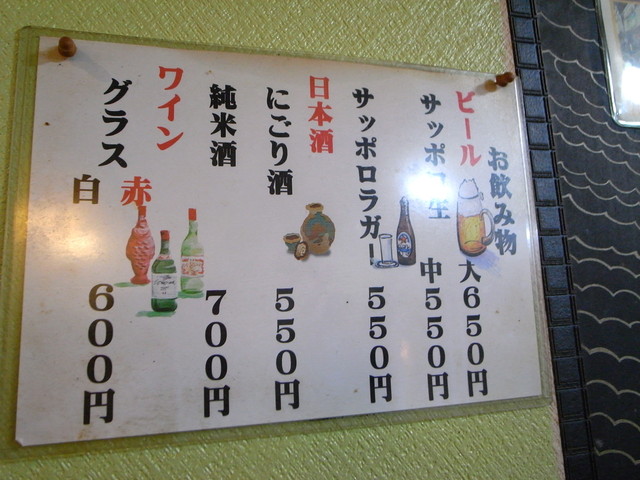 お飲み物
ビール
大650円
サッポロ生
中550円
サッポロラガー
550円
日本酒
にごり酒
550円
純米酒
700円
ワイン
グラス
赤
白
600円